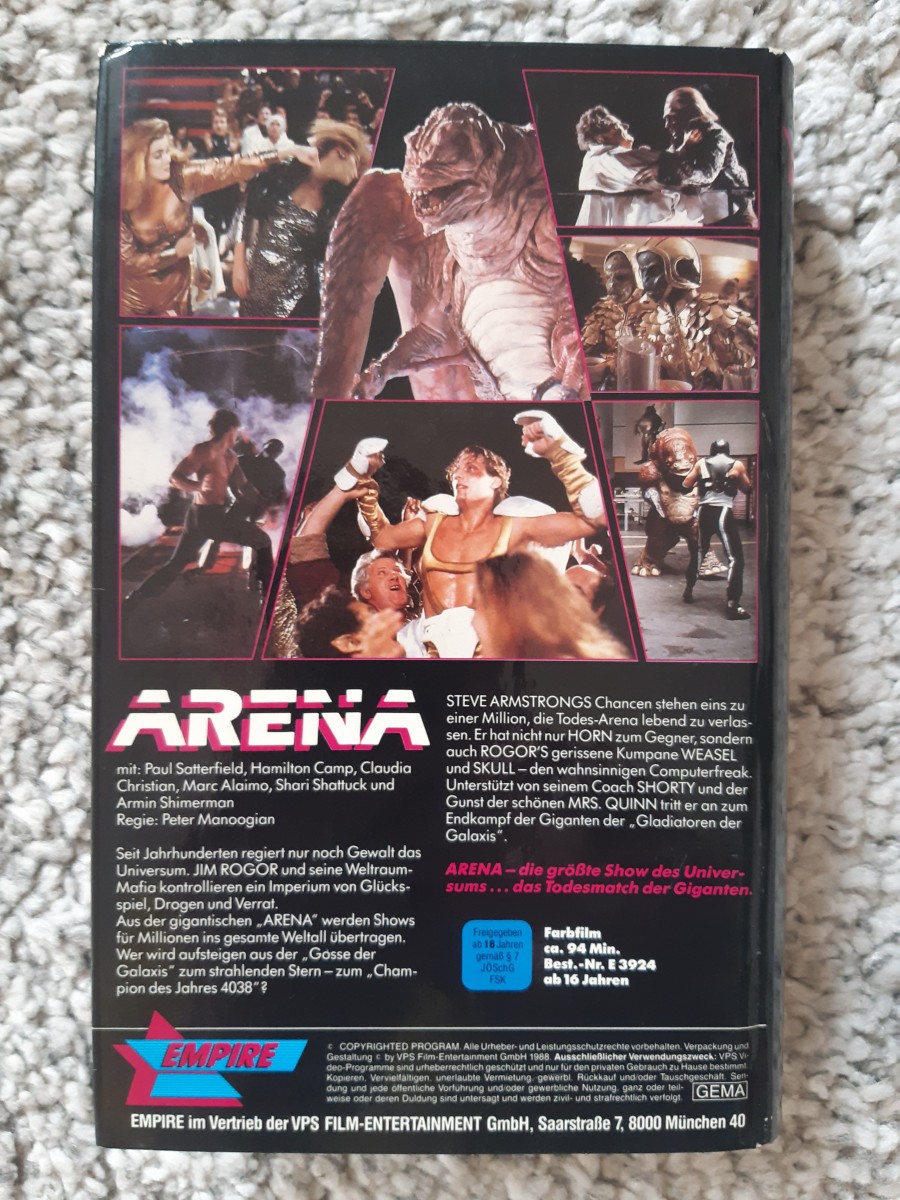 ARENA
mit: Paul Satterfield, Hamilton Camp, Claudia
Christian, Marc Alaimo, Shari Shattuck und
Armin Shimerman
Regie: Peter Manoogian
Seit Jahrhunderten regiert nur noch Gewalt das
Universum. JIM ROGOR und seine Weltraum-
Mafia kontrollieren ein Imperium von Glücks-
spiel, Drogen und Verrat.
Aus der gigantischen „ARENA" werden Shows
für Millionen ins gesamte Weltall übertragen.
Wer wird aufsteigen aus der „Gosse der
Galaxis" zum strahlenden Stern – zum „Cham-
pion des Jahres 4038"?
STEVE ARMSTRONGS Chancen stehen eins zu
einer Million, die Todes-Arena lebend zu verlas-
sen. Er hat nicht nur HORN zum Gegner, sondern
auch ROGOR'S gerissene Kumpane WEASEL
und SKULL – den wahnsinnigen Computerfreak.
Unterstützt von seinem Coach SHORTY und der
Gunst der schönen MRS. QUINN tritt er an zum
Endkampf der Giganten der „Gladiatoren der
Galaxis".
ARENA – die größte Show des Univer-
sums ... das Todesmatch der Giganten.
Freigegeben
ab 16 Jahren
gemäß § 7
JÖSchG
FSK
Farbfilm
ca. 94 Min.
Best.-Nr. E 3924
ab 16 Jahren
EMPIRE
© COPYRIGHTED PROGRAM. Alle Urheber- und Leistungsschutzrechte vorbehalten. Verpackung und
Gestaltung © by VPS Film-Entertainment GmbH 1988. Ausschließlicher Verwendungszweck: VPS Vi-
deo-Programme sind urheberrechtlich geschützt und nur für den privaten Gebrauch zu Hause bestimmt.
Kopieren, Vervielfältigen, unerlaubte Vermietung, gewerbl. Rückkauf und/oder Tauschgeschäft, Sen-
dung und jede öffentliche Vorführung und/oder gewerbliche Nutzung, ganz oder teil-
weise oder deren Duldung sind untersagt und werden zivil- und strafrechtlich verfolgt.
GEMA
EMPIRE im Vertrieb der VPS FILM-ENTERTAINMENT GmbH, Saarstraße 7, 8000 München 40